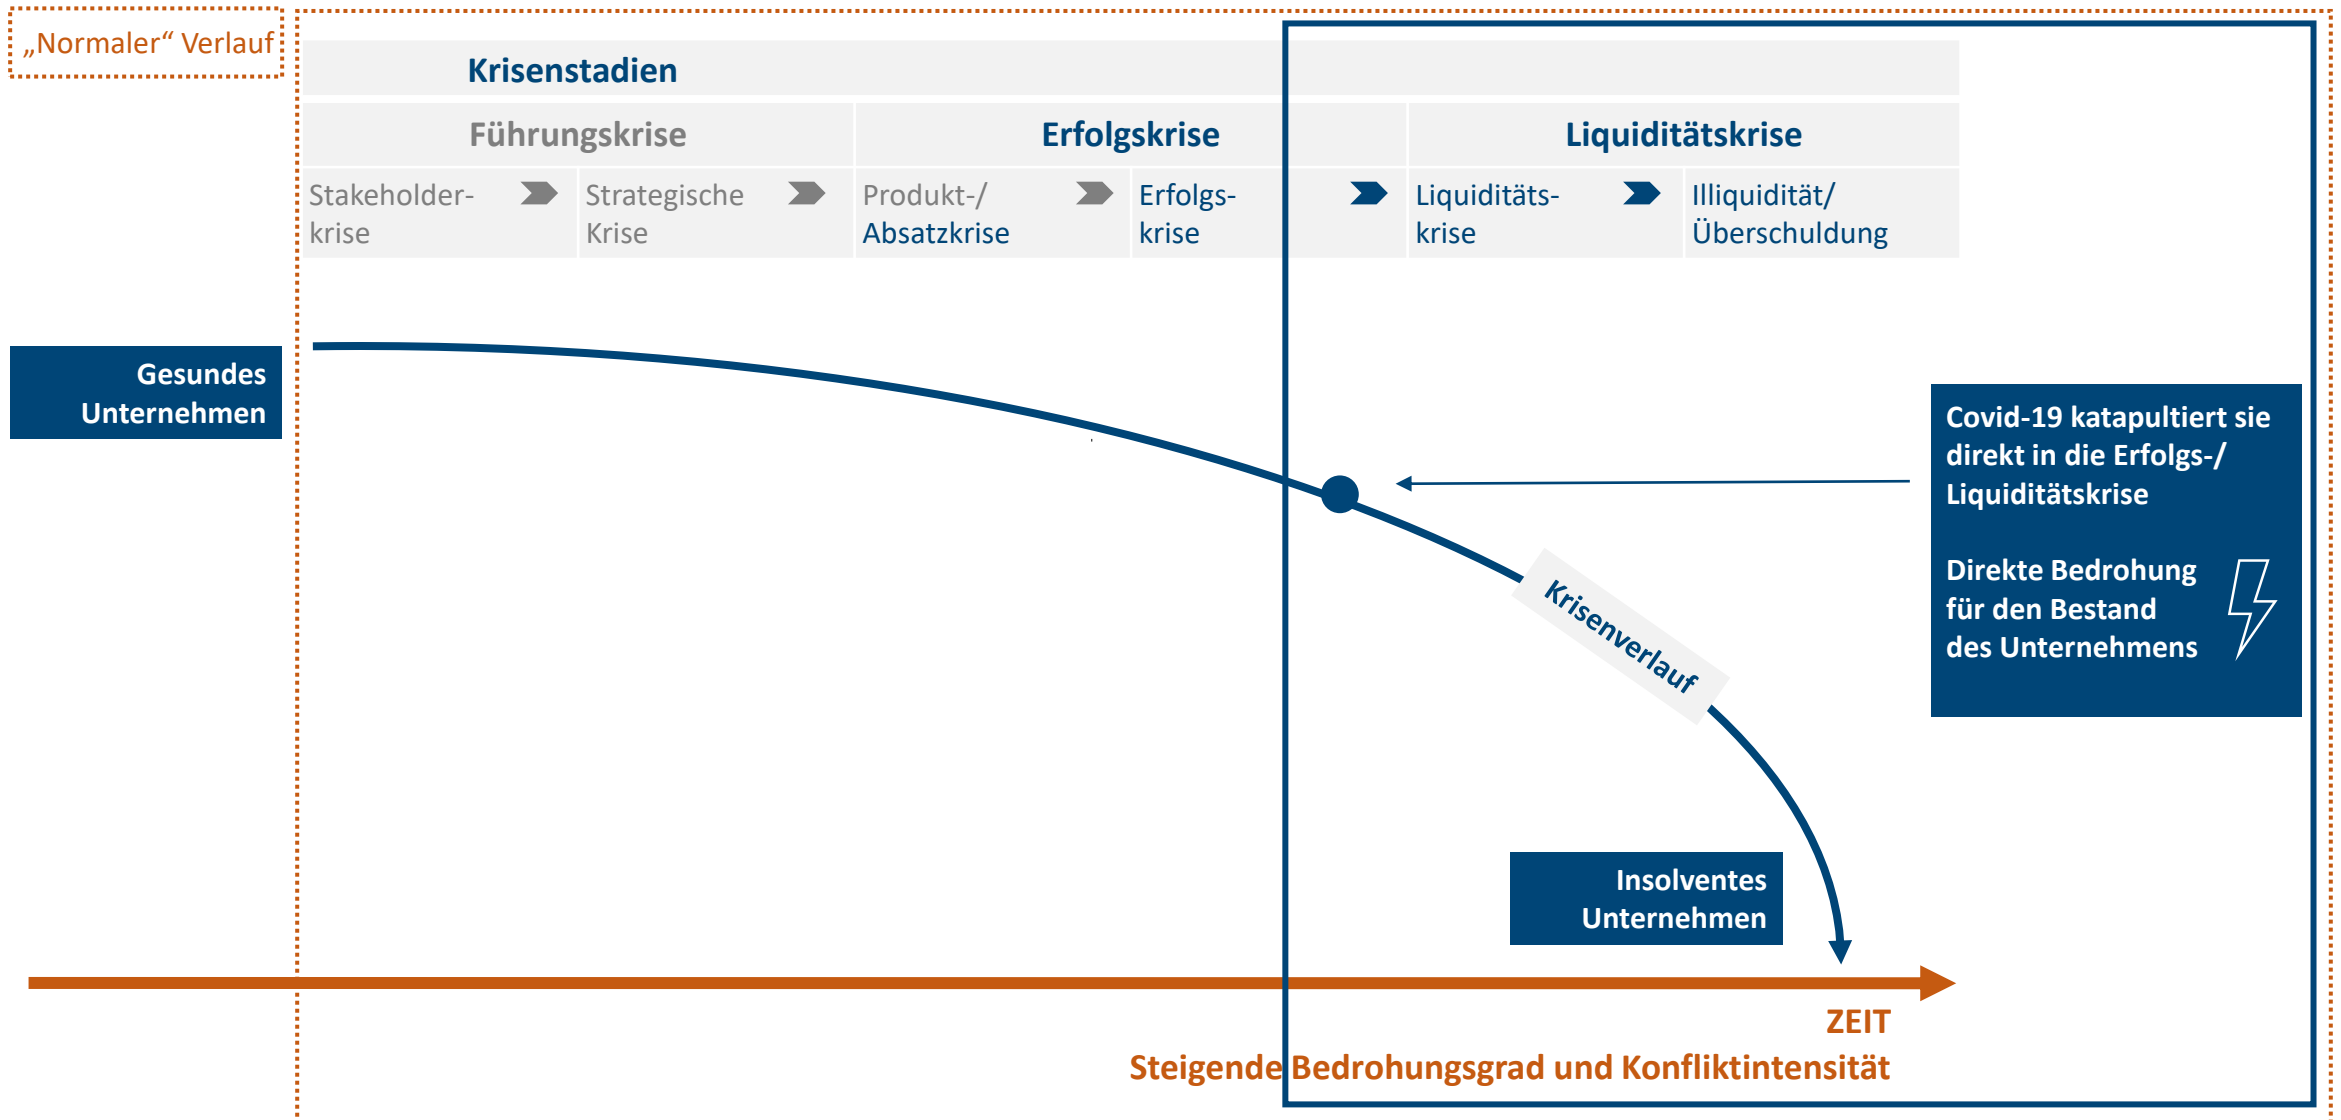 „Normaler“ Verlauf
Krisenstadien
Führungskrise
Erfolgskrise
Liquiditätskrise
Stakeholder-
krise
Strategische
Krise
Produkt-/
Absatzkrise
Erfolgs-
krise
Liquiditäts-
krise
Illiquidität/
Überschuldung
Gesundes
Unternehmen
Covid-19 katapultiert sie
direkt in die Erfolgs-/
Liquiditätskrise
Direkte Bedrohung
für den Bestand
des Unternehmens
Krisenverlauf
Insolventes
Unternehmen
ZEIT
Steigende Bedrohungsgrad und Konfliktintensität